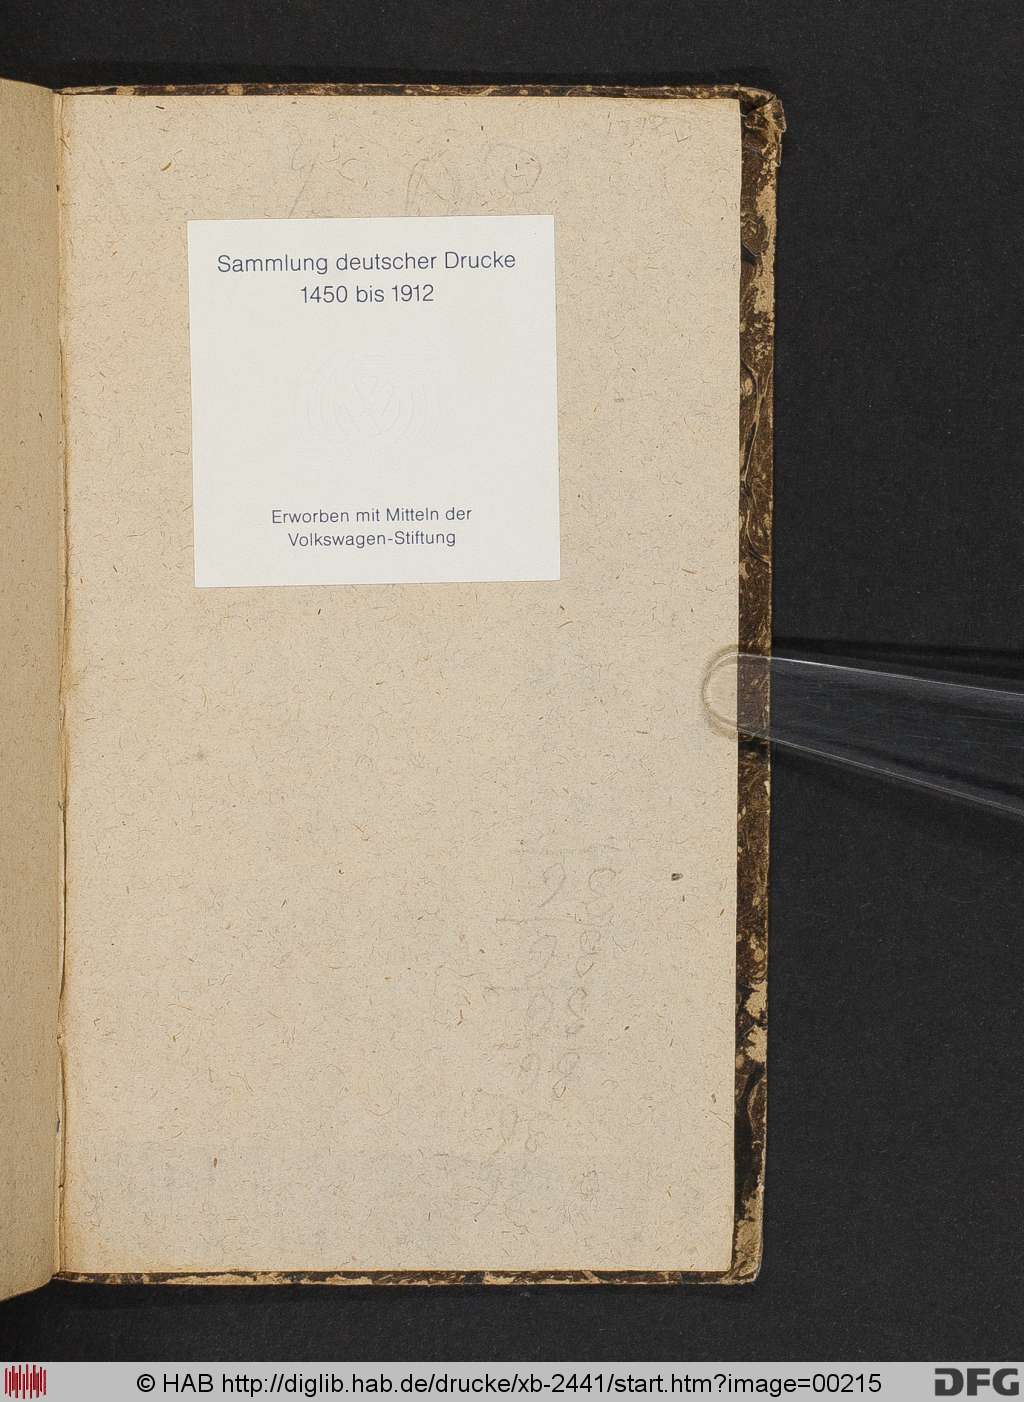 Sammlung deutscher Drucke
1450 bis 1912
Erworben mit Mitteln der
Volkswagen-Stiftung
© HAB http://diglib.hab.de/drucke/xb-2441/start.htm?image=00215
DFG